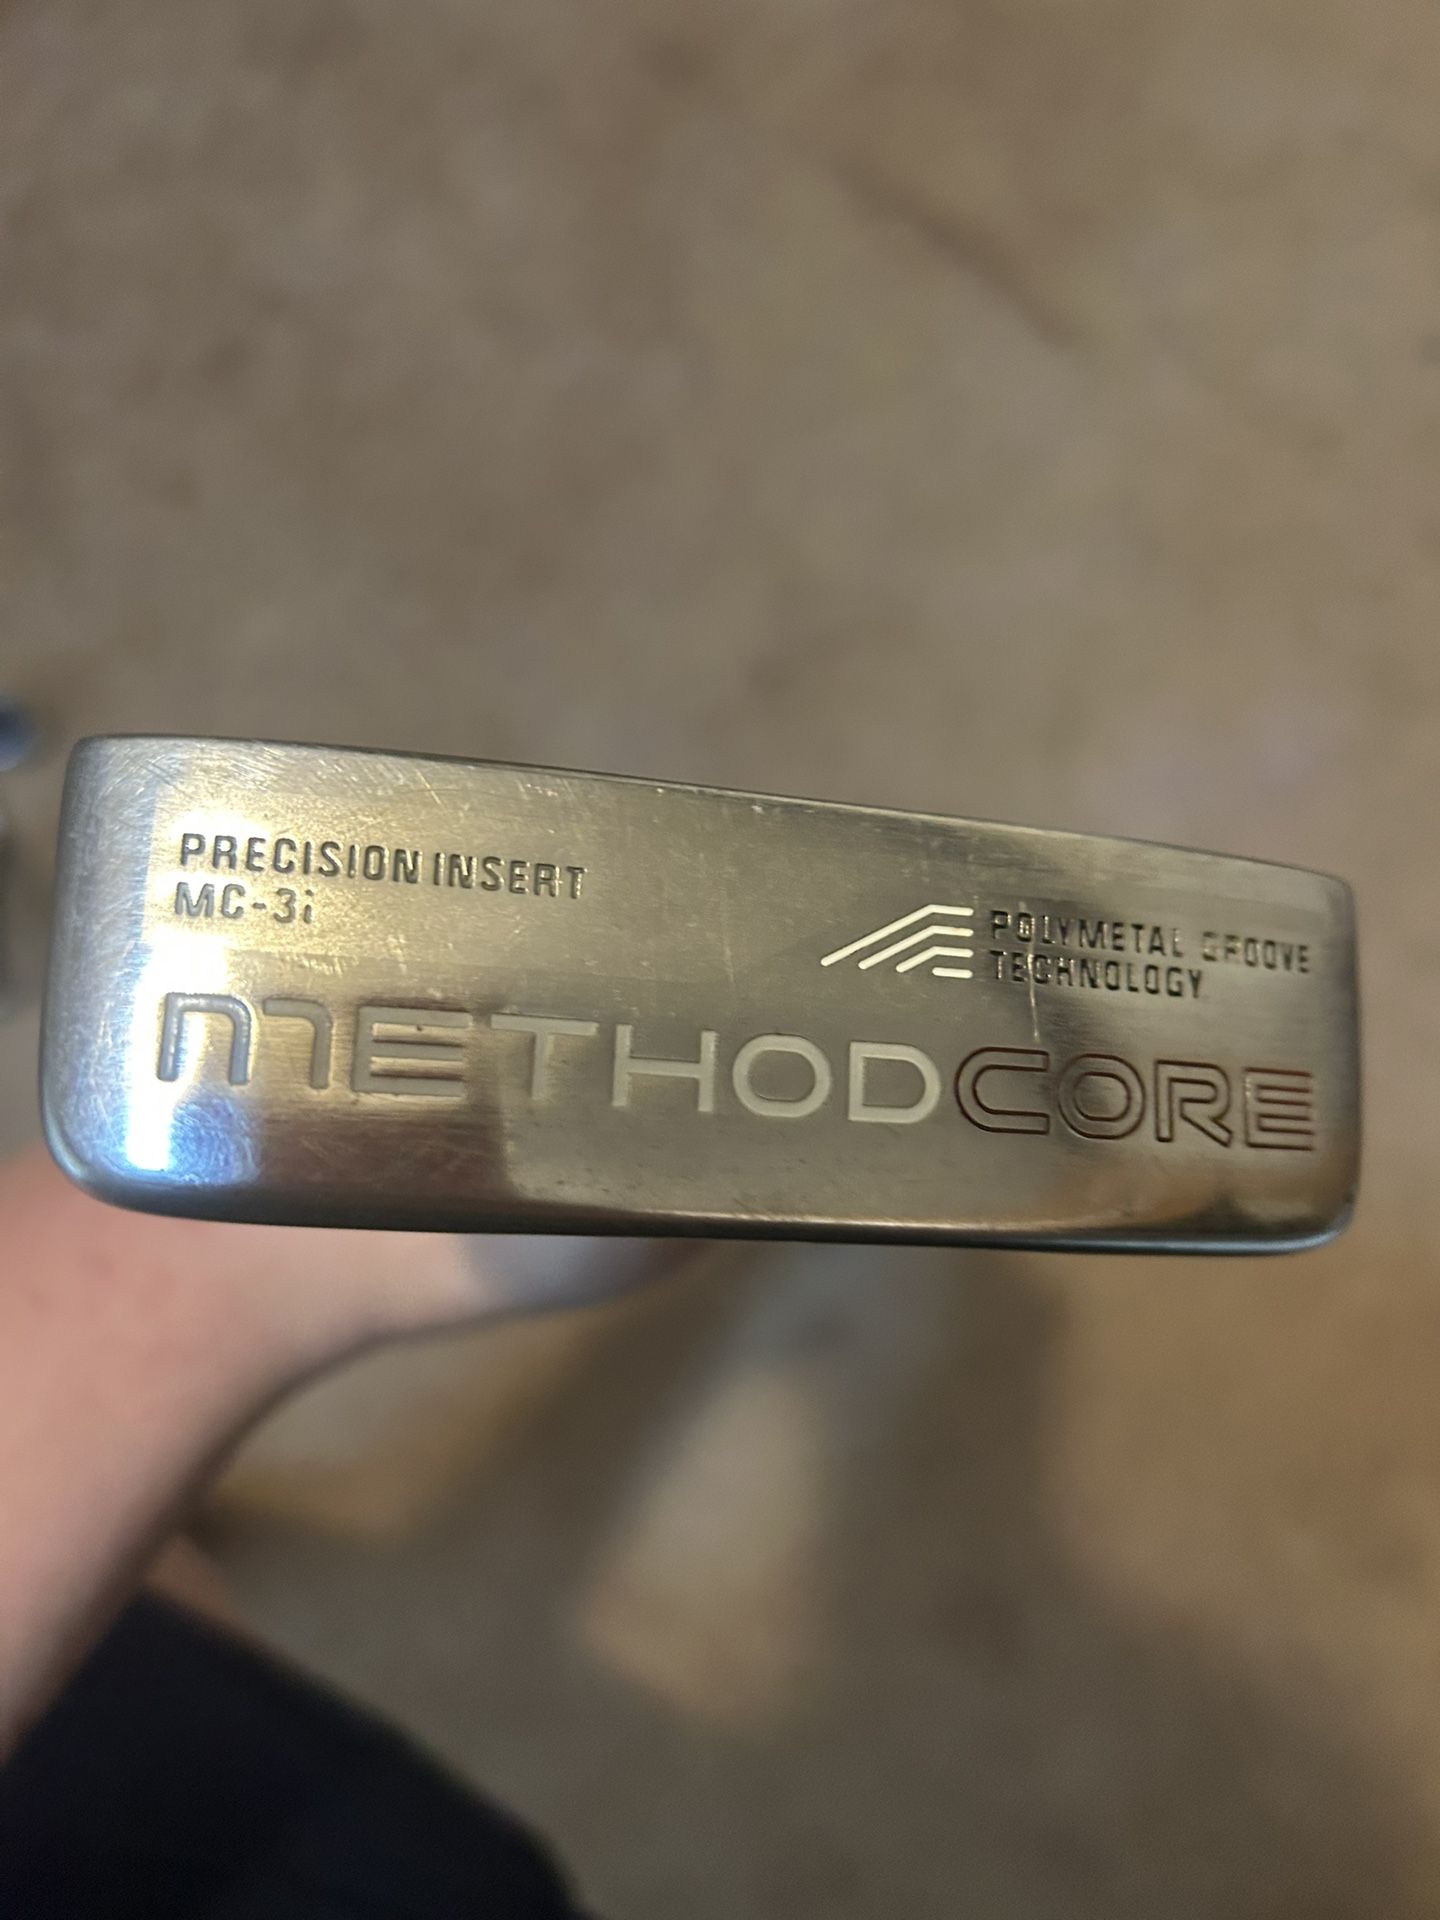 PRECISION INSERT
MC-3i
POLYMETAL GROOVE
TECHNOLOGY
METHODCORE